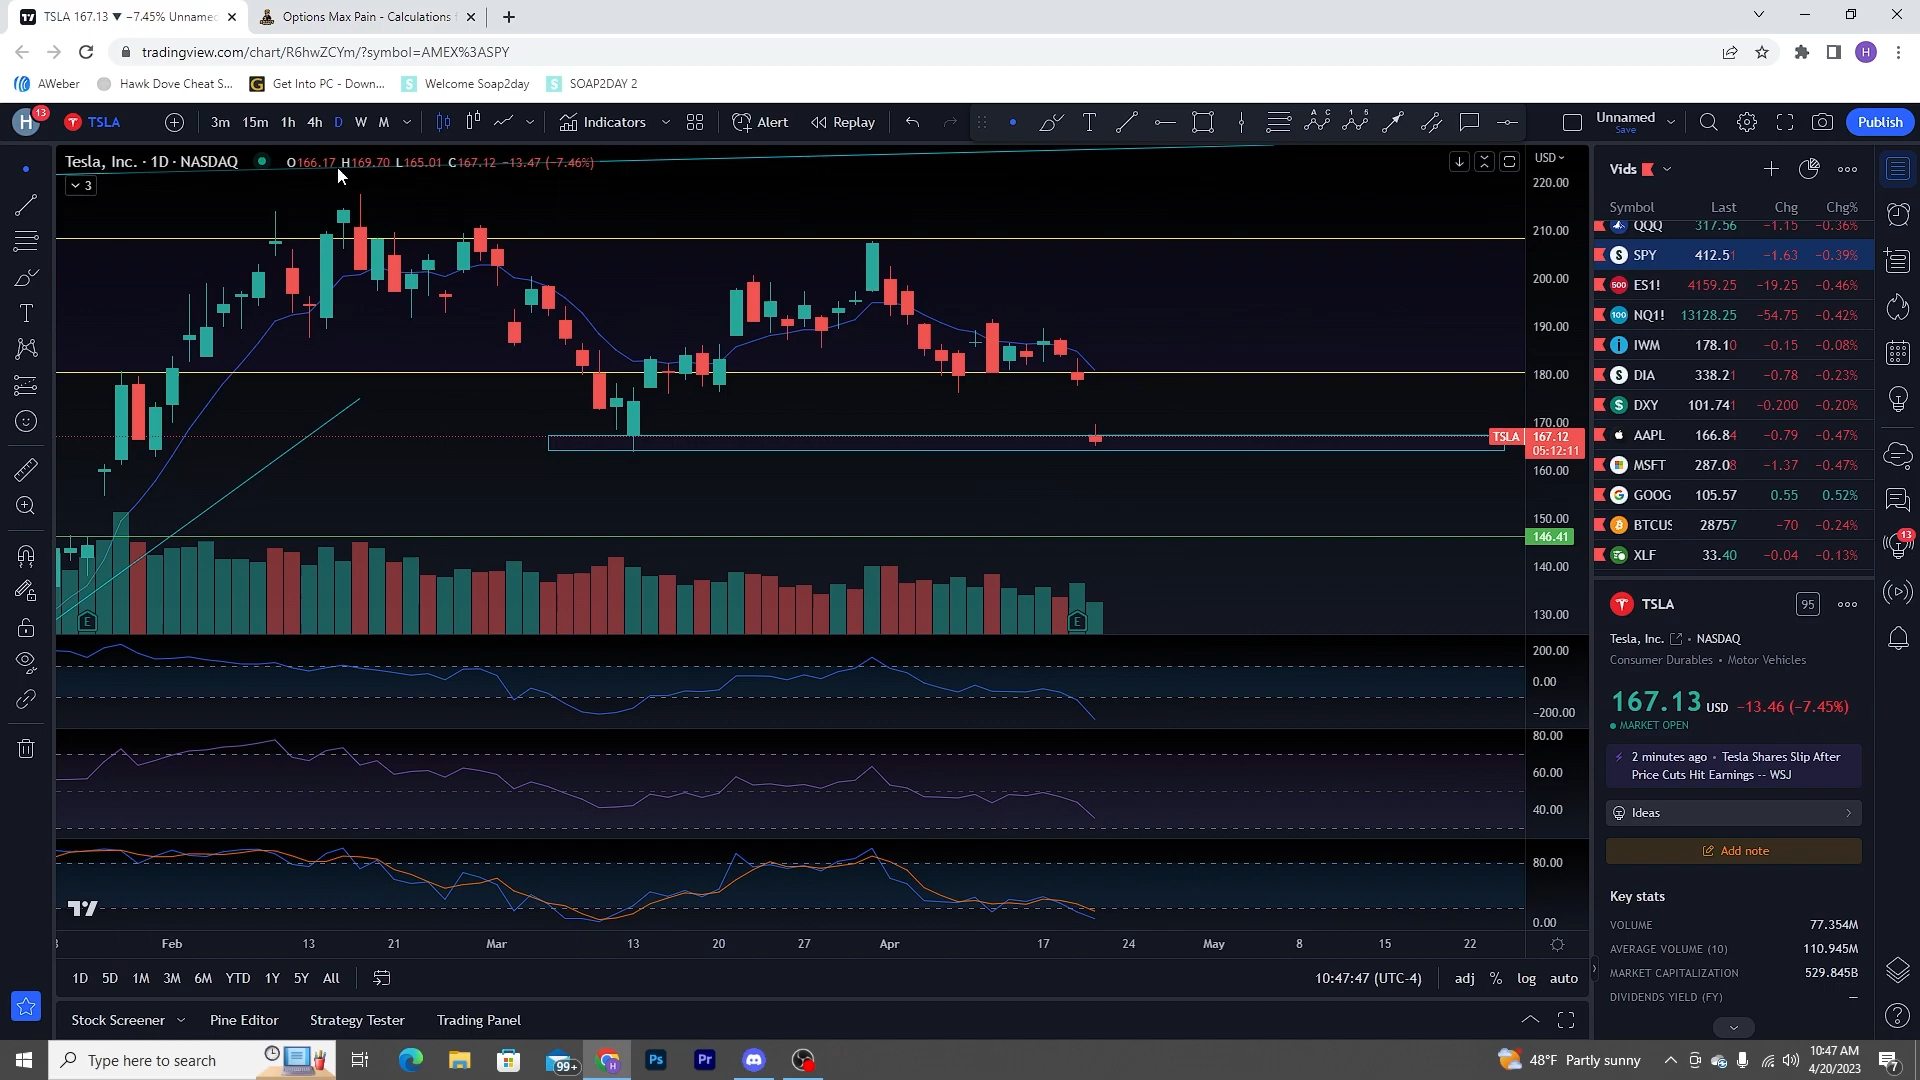 TSLA 167.13 ▼ −7.45% Unname
Options Max Pain - Calculations
tradingview.com/chart/R6hwZCYm/?symbol=AMEX%3ASPY
H
AWeber
Hawk Dove Cheat S...
Get Into PC - Down...
Welcome Soap2day
SOAP2DAY 2
H 13
TSLA
3m 15m 1h 4h D W M
Indicators
Alert
Replay
Unnamed
Save
Publish
Tesla, Inc. · 1D · NASDAQ
O166.17 H169.70 L165.01 C167.12 −13.47 (−7.46%)
3
USD
220.00
210.00
200.00
190.00
180.00
170.00
TSLA 167.12
05:12:11
160.00
150.00
146.41
140.00
130.00
E
E
200.00
0.00
−200.00
80.00
60.00
40.00
80.00
0.00
Feb 13 21 Mar 13 20 27 Apr 17 24 May 8 15 22
1D 5D 1M 3M 6M YTD 1Y 5Y All
10:47:47 (UTC-4)
adj % log auto
Stock Screener
Pine Editor
Strategy Tester
Trading Panel
Vids
Symbol Last Chg Chg%
QQQ 317.56 −1.15 −0.36%
SPY 412.51 −1.63 −0.39%
500 ES1! 4159.25 −19.25 −0.46%
100 NQ1! 13128.25 −54.75 −0.42%
IWM 178.10 −0.15 −0.08%
DIA 338.21 −0.78 −0.23%
DXY 101.741 −0.200 −0.20%
AAPL 166.84 −0.79 −0.47%
MSFT 287.08 −1.37 −0.47%
GOOG 105.57 0.55 0.52%
BTCUS 28757 −70 −0.24%
XLF 33.40 −0.04 −0.13%
13
TSLA
95
Tesla, Inc. • NASDAQ
Consumer Durables • Motor Vehicles
167.13 USD −13.46 (−7.45%)
MARKET OPEN
2 minutes ago • Tesla Shares Slip After
Price Cuts Hit Earnings -- WSJ
Ideas
Add note
Key stats
VOLUME 77.354M
AVERAGE VOLUME (10) 110.945M
MARKET CAPITALIZATION 529.845B
DIVIDENDS YIELD (FY) —
Type here to search
99+
Ps
Pr
48°F Partly sunny
10:47 AM
4/20/2023
7